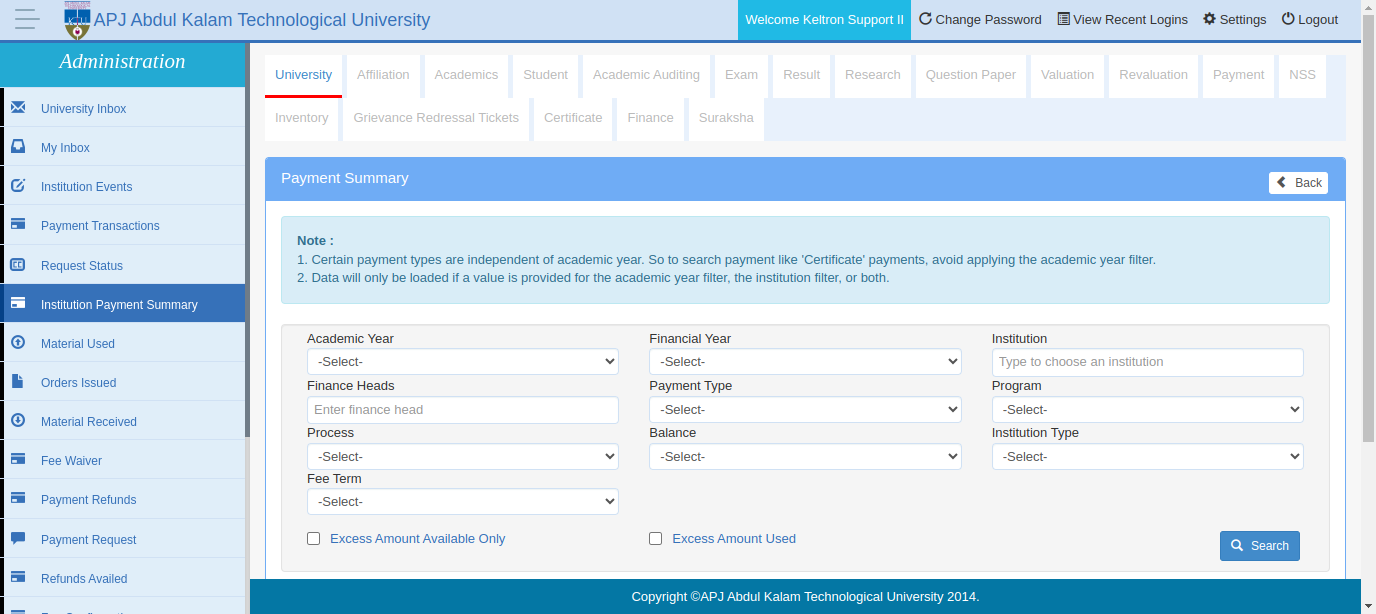 APJ Abdul Kalam Technological University
Welcome Keltron Support II Change Password View Recent Logins Settings Logout
Administration
University Inbox
My Inbox
Institution Events
Payment Transactions
Request Status
Institution Payment Summary
Material Used
Orders Issued
Material Received
Fee Waiver
Payment Refunds
Payment Request
Refunds Availed
University Affiliation Academics Student Academic Auditing Exam Result Research Question Paper Valuation Revaluation Payment NSS
Inventory Grievance Redressal Tickets Certificate Finance Suraksha
Payment Summary
Back
Note :
1. Certain payment types are independent of academic year. So to search payment like 'Certificate' payments, avoid applying the academic year filter.
2. Data will only be loaded if a value is provided for the academic year filter, the institution filter, or both.
Academic Year Financial Year Institution
-Select- -Select- Type to choose an institution
Finance Heads Payment Type Program
Enter finance head -Select- -Select-
Process Balance Institution Type
-Select- -Select- -Select-
Fee Term
-Select-
Excess Amount Available Only Excess Amount Used Search
Copyright ©APJ Abdul Kalam Technological University 2014.